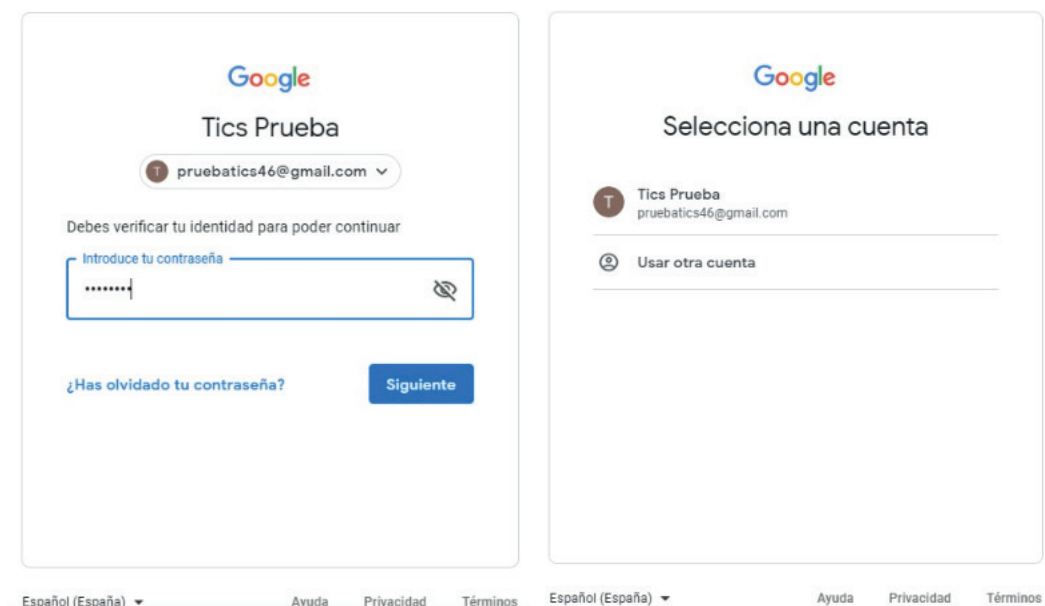 Google
Tics Prueba
T pruebatics46@gmail.com
Debes verificar tu identidad para poder continuar
Introduce tu contraseña
••••••••
¿Has olvidado tu contraseña?
Siguiente
Español (España)
Ayuda
Privacidad
Términos
Google
Selecciona una cuenta
T
Tics Prueba
pruebatics46@gmail.com
Usar otra cuenta
Español (España)
Ayuda
Privacidad
Términos